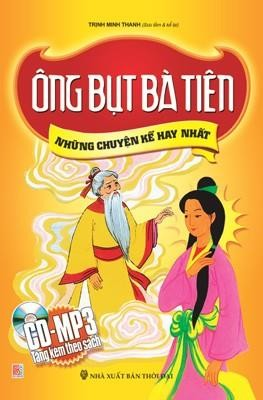 TRỊNH MINH THANH (Sưu tầm & kể lại)
ÔNG BỤT BÀ TIÊN
NHỮNG CHUYỆN KỂ HAY NHẤT
CD-MP3
Tặng kèm theo sách
NHÀ XUẤT BẢN THỜI ĐẠI